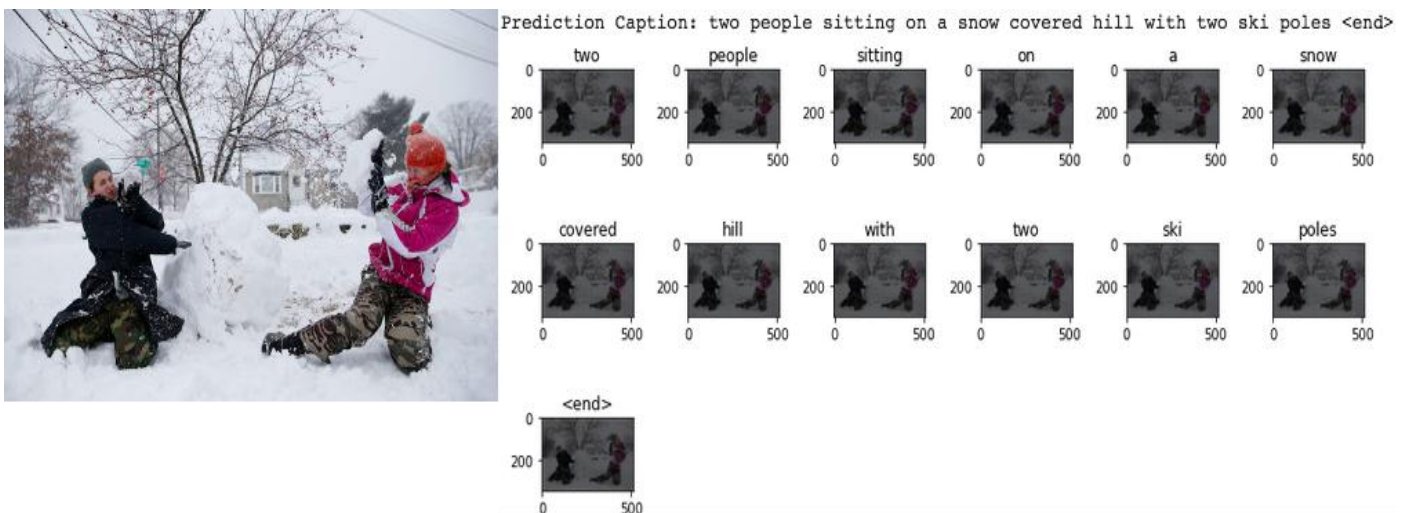 Prediction Caption: two people sitting on a snow covered hill with two ski poles <end>
two people sitting on a snow
0 0 0 0 0 0
200 200 200 200 200 200
0 500 0 500 0 500 0 500 0 500 0 500
covered hill with two ski poles
0 0 0 0 0 0
200 200 200 200 200 200
0 500 0 500 0 500 0 500 0 500 0 500
<end>
0
200
0 500